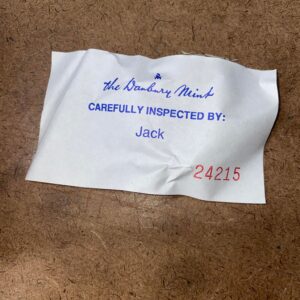 the Danbury Mint
CAREFULLY INSPECTED BY:
Jack
24215